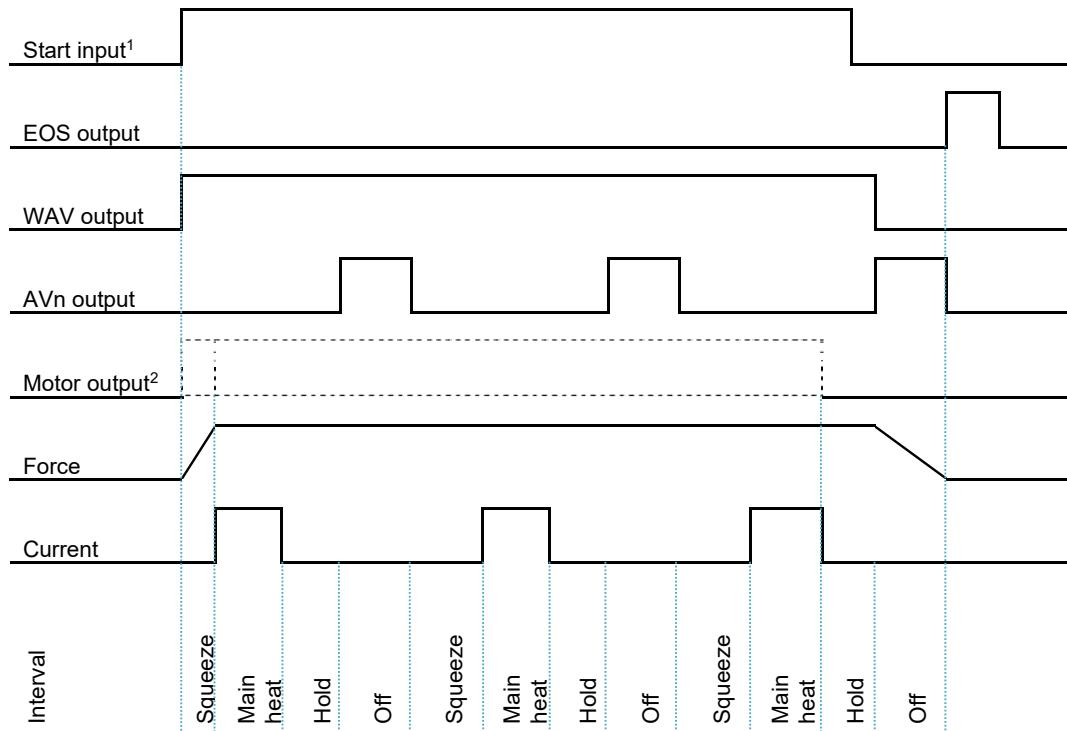 Start input¹
EOS output
WAV output
AVn output
Motor output²
Force
Current
Interval
Squeeze
Main
heat
Hold
Off
Squeeze
Main
heat
Hold
Off
Squeeze
Main
heat
Hold
Off